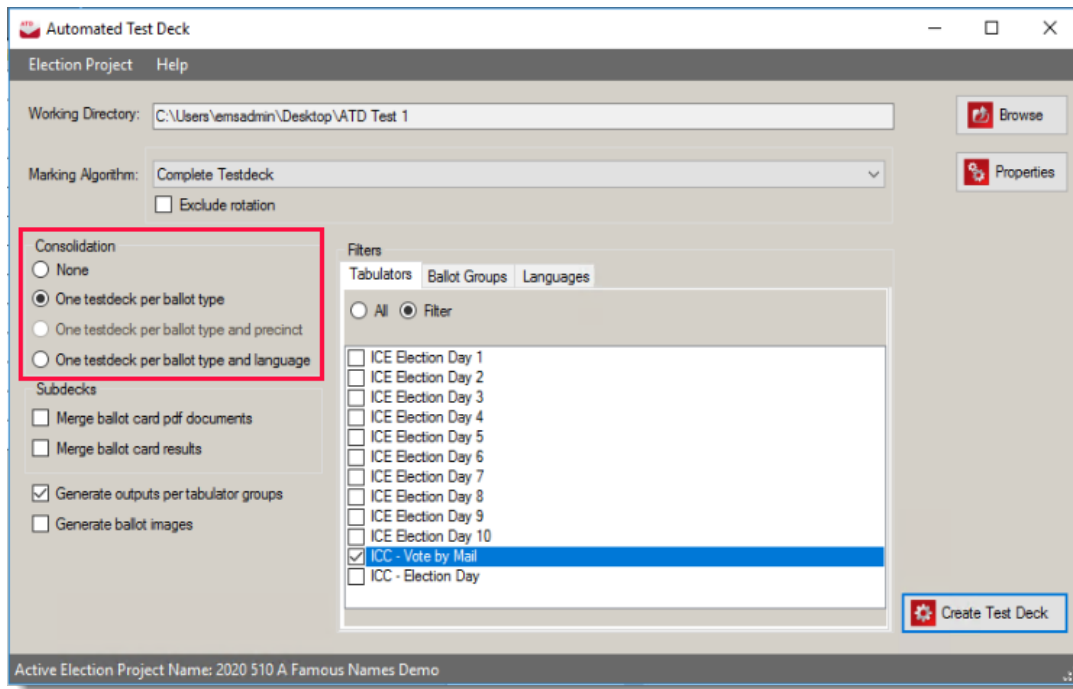 ATD
Automated Test Deck
Election Project Help
Working Directory: C:\Users\emsadmin\Desktop\ATD Test 1
Browse
Marking Algorithm: Complete Testdeck
Properties
Exclude rotation
Consolidation
None
One testdeck per ballot type
One testdeck per ballot type and precinct
One testdeck per ballot type and language
Subdecks
Merge ballot card pdf documents
Merge ballot card results
Generate outputs per tabulator groups
Generate ballot images
Filters
Tabulators Ballot Groups Languages
All Filter
ICE Election Day 1
ICE Election Day 2
ICE Election Day 3
ICE Election Day 4
ICE Election Day 5
ICE Election Day 6
ICE Election Day 7
ICE Election Day 8
ICE Election Day 9
ICE Election Day 10
ICC - Vote by Mail
ICC - Election Day
Create Test Deck
Active Election Project Name: 2020 510 A Famous Names Demo